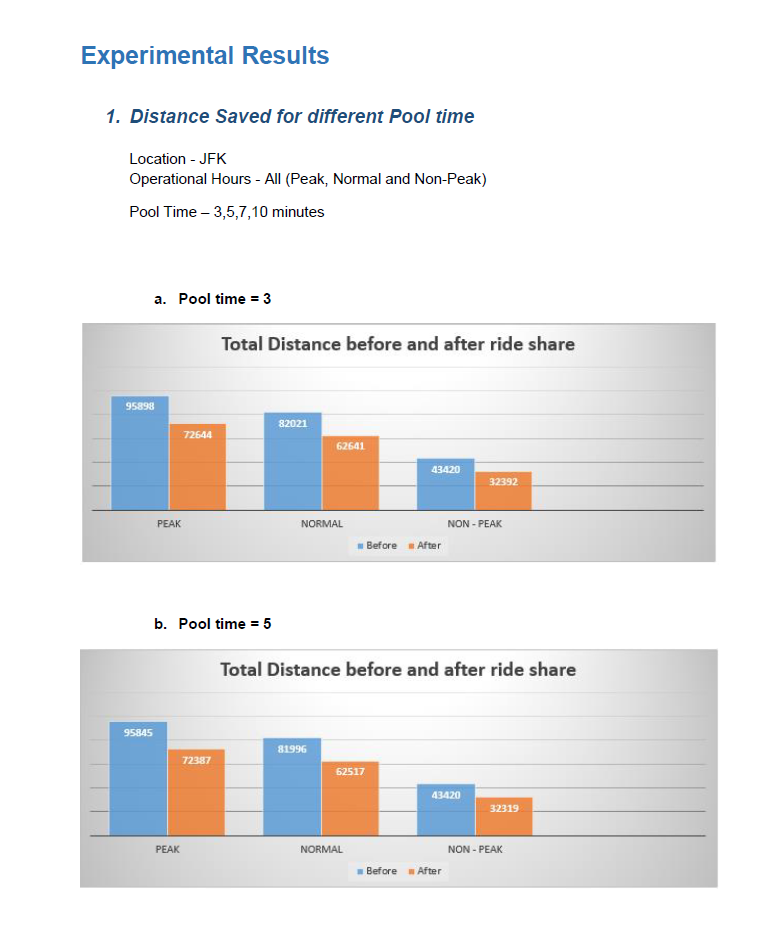 Experimental Results
1. Distance Saved for different Pool time
Location - JFK
Operational Hours - All (Peak, Normal and Non-Peak)
Pool Time – 3,5,7,10 minutes
a. Pool time = 3
Total Distance before and after ride share
95898
72644
82021
62641
43420
32392
PEAK
NORMAL
NON - PEAK
Before After
b. Pool time = 5
Total Distance before and after ride share
95845
72387
81996
62517
43420
32319
PEAK
NORMAL
NON - PEAK
Before After